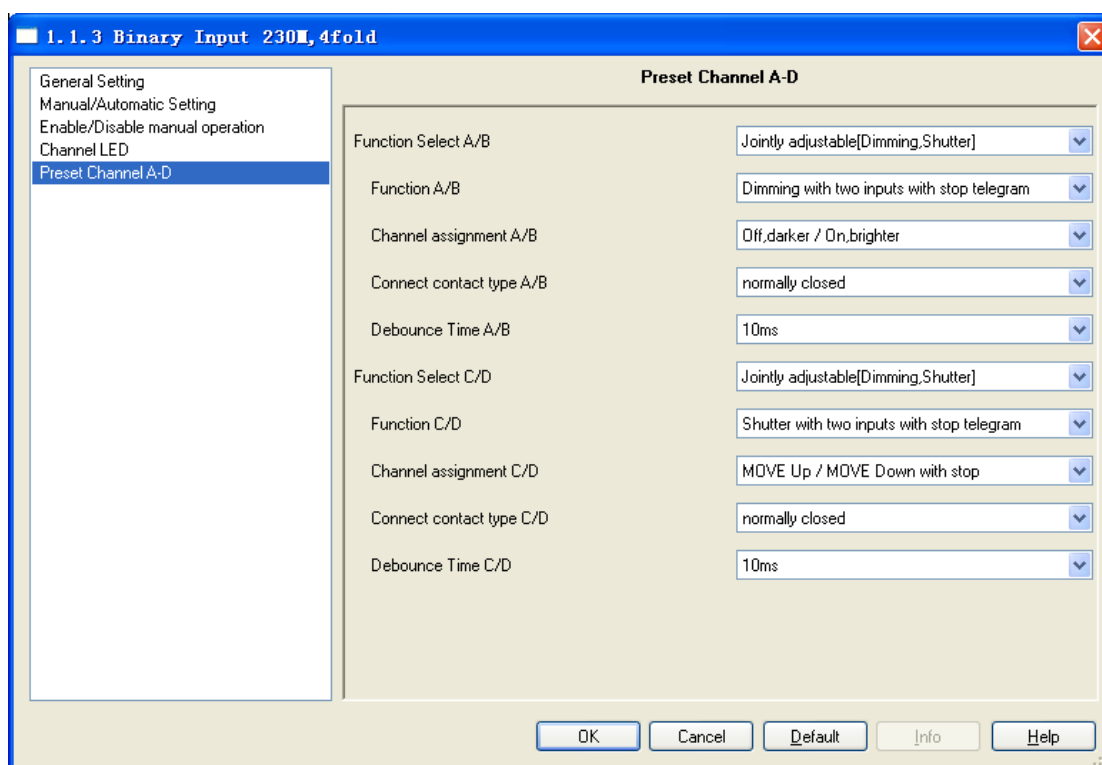 1.1.3 Binary Input 230M,4fold
General Setting
Manual/Automatic Setting
Enable/Disable manual operation
Channel LED
Preset Channel A-D
Preset Channel A-D
Function Select A/B Jointly adjustable[Dimming,Shutter]
Function A/B Dimming with two inputs with stop telegram
Channel assignment A/B Off,darker / On,brighter
Connect contact type A/B normally closed
Debounce Time A/B 10ms
Function Select C/D Jointly adjustable[Dimming,Shutter]
Function C/D Shutter with two inputs with stop telegram
Channel assignment C/D MOVE Up / MOVE Down with stop
Connect contact type C/D normally closed
Debounce Time C/D 10ms
OK Cancel Default Info Help